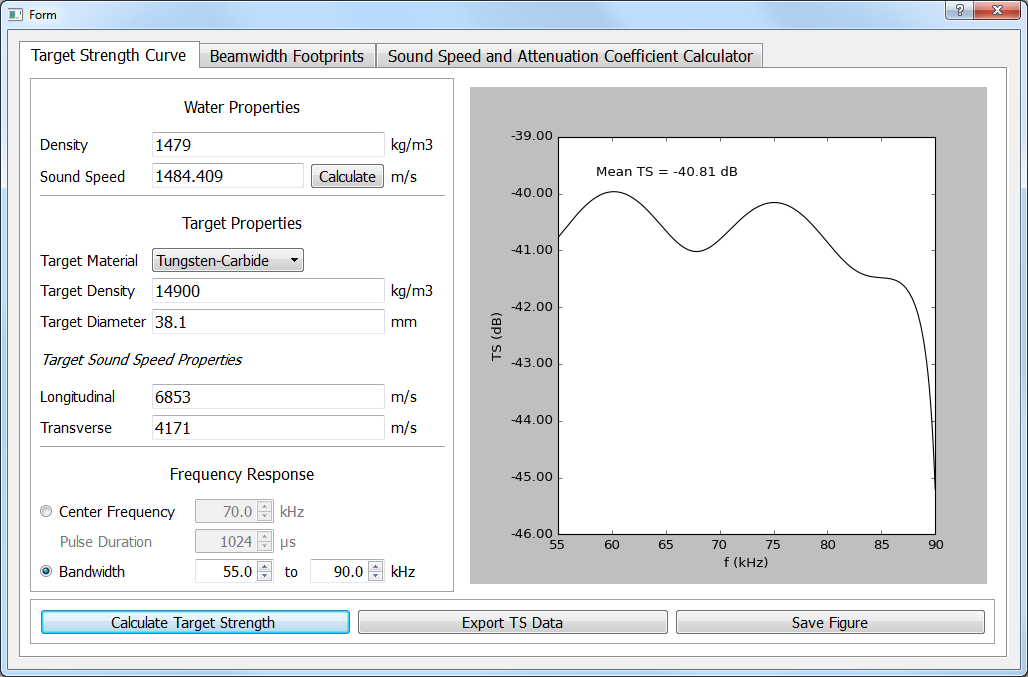 Form
Target Strength Curve
Beamwidth Footprints
Sound Speed and Attenuation Coefficient Calculator
Water Properties
Density 1479 kg/m3
Sound Speed 1484.409 Calculate m/s
Target Properties
Target Material Tungsten-Carbide
Target Density 14900 kg/m3
Target Diameter 38.1 mm
Target Sound Speed Properties
Longitudinal 6853 m/s
Transverse 4171 m/s
Frequency Response
Center Frequency 70.0 kHz
Pulse Duration 1024 µs
Bandwidth 55.0 to 90.0 kHz
Mean TS = -40.81 dB
-39.00
-40.00
-41.00
-42.00
-43.00
-44.00
-45.00
-46.00
TS (dB)
55 60 65 70 75 80 85 90
f (kHz)
Calculate Target Strength
Export TS Data
Save Figure